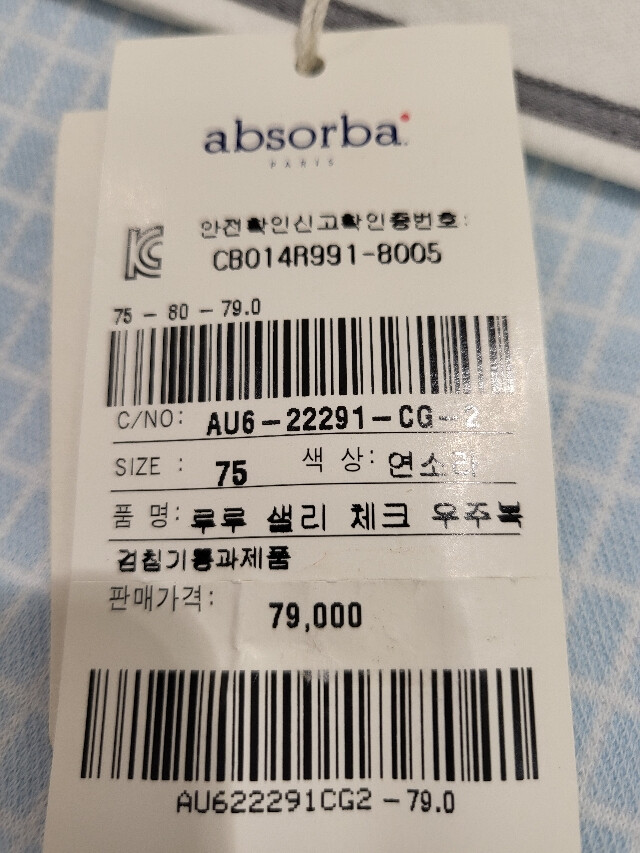 absorba
PARIS
안전확인신고확인증번호:
CB014R991-8005
75 - 80 - 79.0
C/NO: AU6-22291-CG-2
SIZE : 75 색 상: 연소라
품 명: 루루 샐리 체크 우주복
검침기통과제품
판매가격: 79,000
AU622291CG2 -79.0